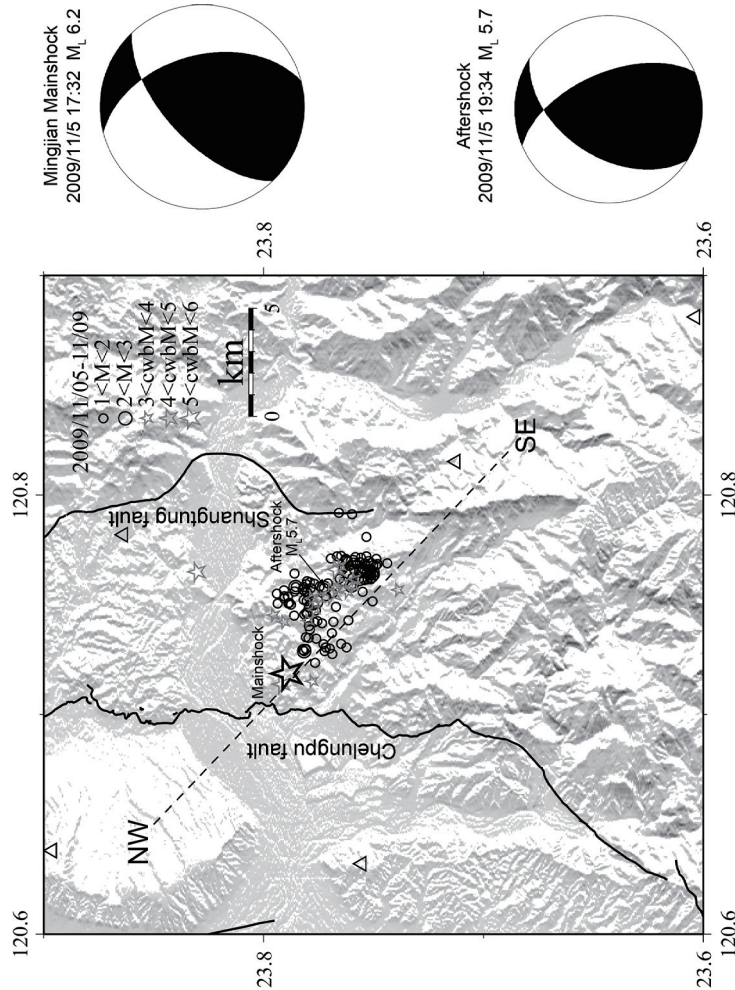 Mingjian Mainshock
2009/11/5 17:32 ML 6.2
Aftershock
2009/11/5 19:34 ML 5.7
2009/11/05-11/09
1<M<2
2<M<3
3<cwbM<4
4<cwbM<5
5<cwbM<6
km
0 5
NW
SE
Mainshock
Aftershock
ML5.7
Shuangtung fault
Chelungpu fault
120.6
120.8
120.6
120.8
23.8
23.6
23.8
23.6